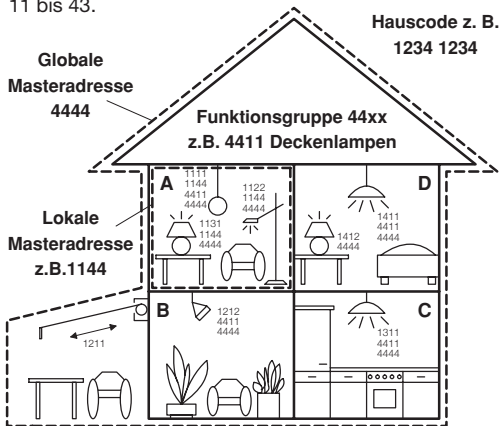 11 bis 43.
Hauscode z. B.
1234 1234
Globale
Masteradresse
4444
Funktionsgruppe 44xx
z.B. 4411 Deckenlampen
A
1111
1144
4411
4444
1122
1144
4444
1131
1144
4444
D
1411
4411
4444
1412
4444
Lokale
Masteradresse
z.B.1144
B
1212
4411
4444
1211
C
1311
4411
4444